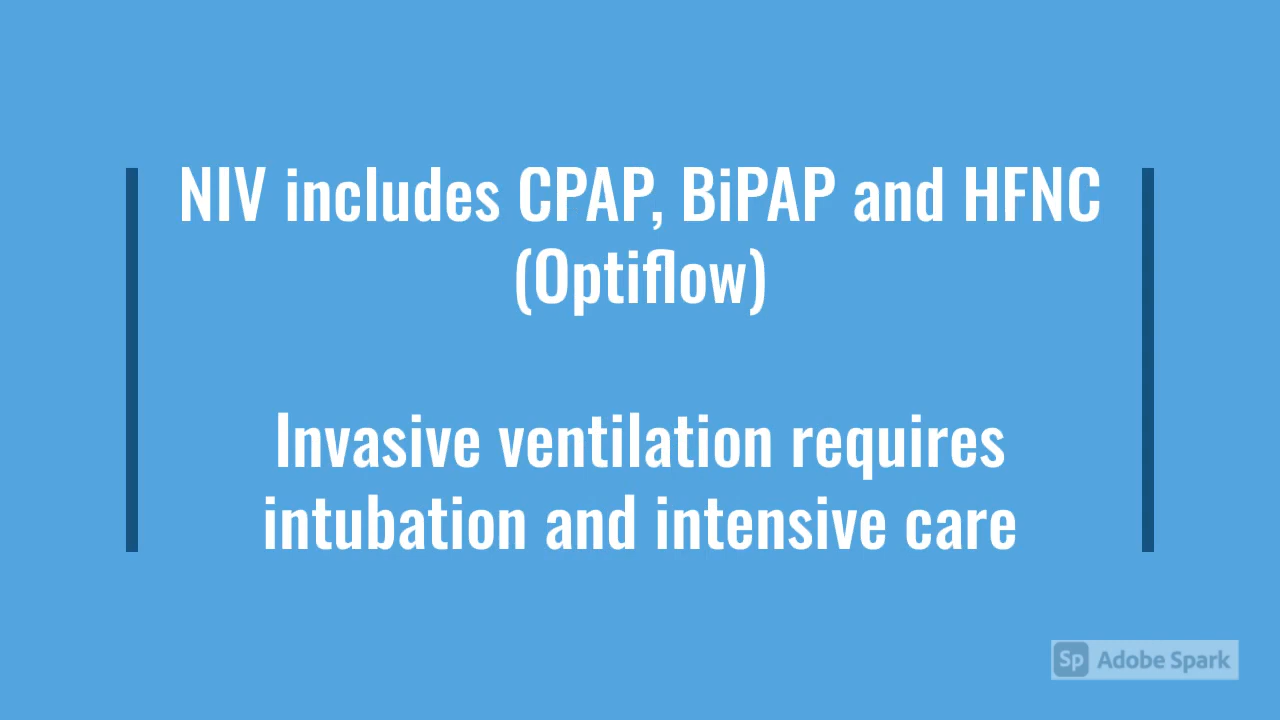 NIV includes CPAP, BiPAP and HFNC
(Optiflow)
Invasive ventilation requires
intubation and intensive care
Sp Adobe Spark